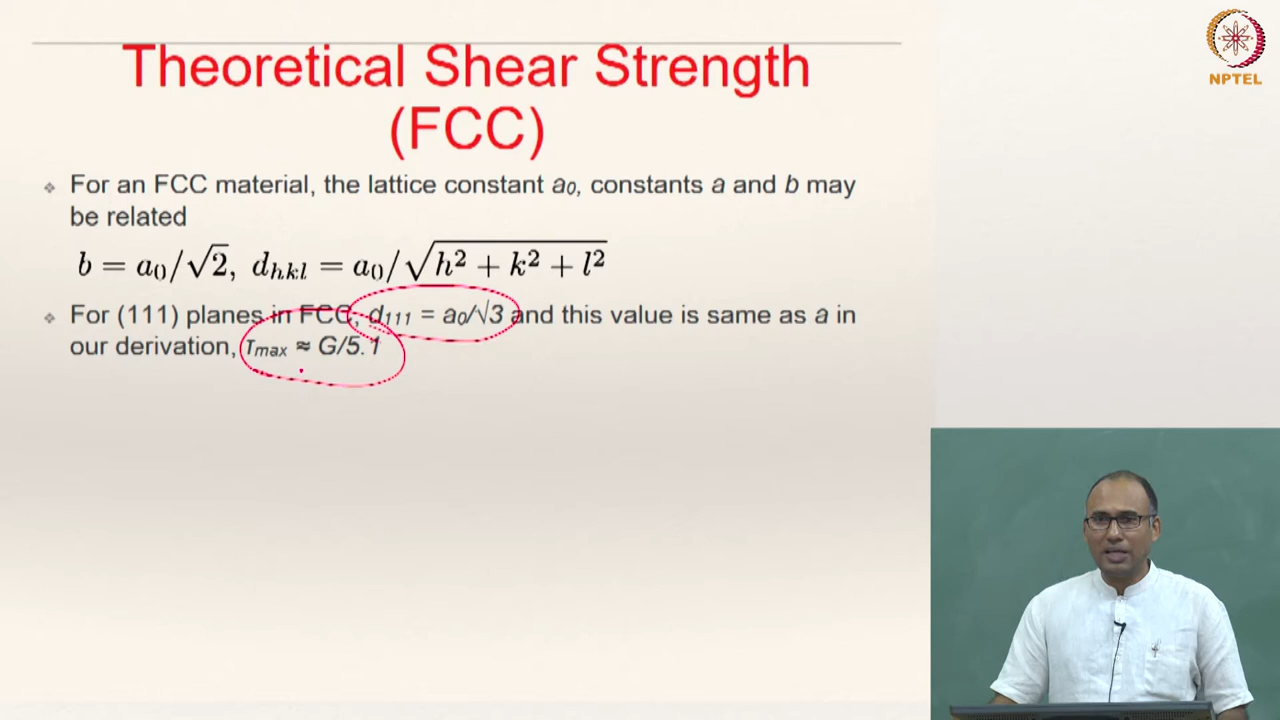 NPTEL
Theoretical Shear Strength
(FCC)
❖ For an FCC material, the lattice constant a₀, constants a and b may
be related
b = a₀/√2, dₕₖₗ = a₀/√(h² + k² + l²)
❖ For (111) planes in FCC, d₁₁₁ = a₀/√3 and this value is same as a in
our derivation, τmax ≈ G/5.1